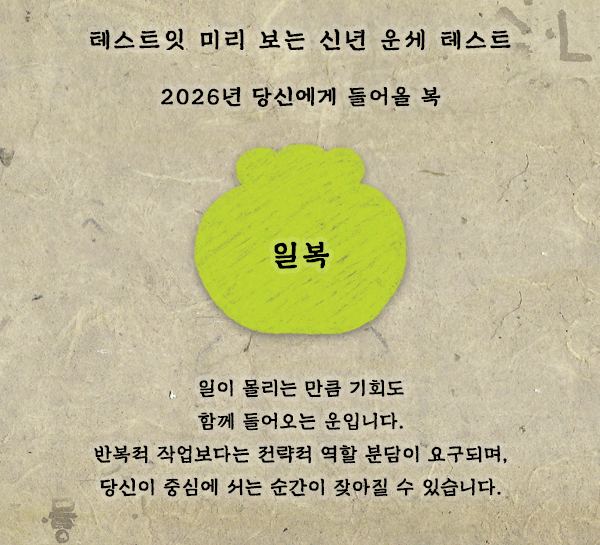 테스트잇 미리 보는 신년 운세 테스트
2026년 당신에게 들어올 복
일복
일이 몰리는 만큼 기회도
함께 들어오는 운입니다.
반복적 작업보다는 전략적 역할 분담이 요구되며,
당신이 중심에 서는 순간이 잦아질 수 있습니다.